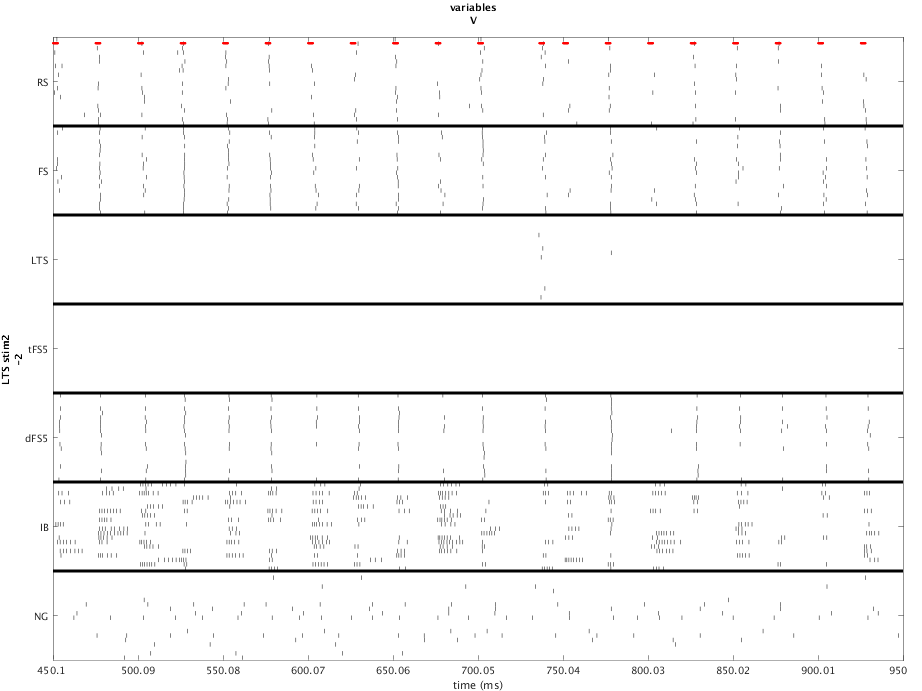 variables
V
RS
FS
LTS
tFS5
dFS5
IB
NG
LTS stim2
-2
450.1 500.09 550.08 600.07 650.06 700.05 750.04 800.03 850.02 900.01 950
time (ms)